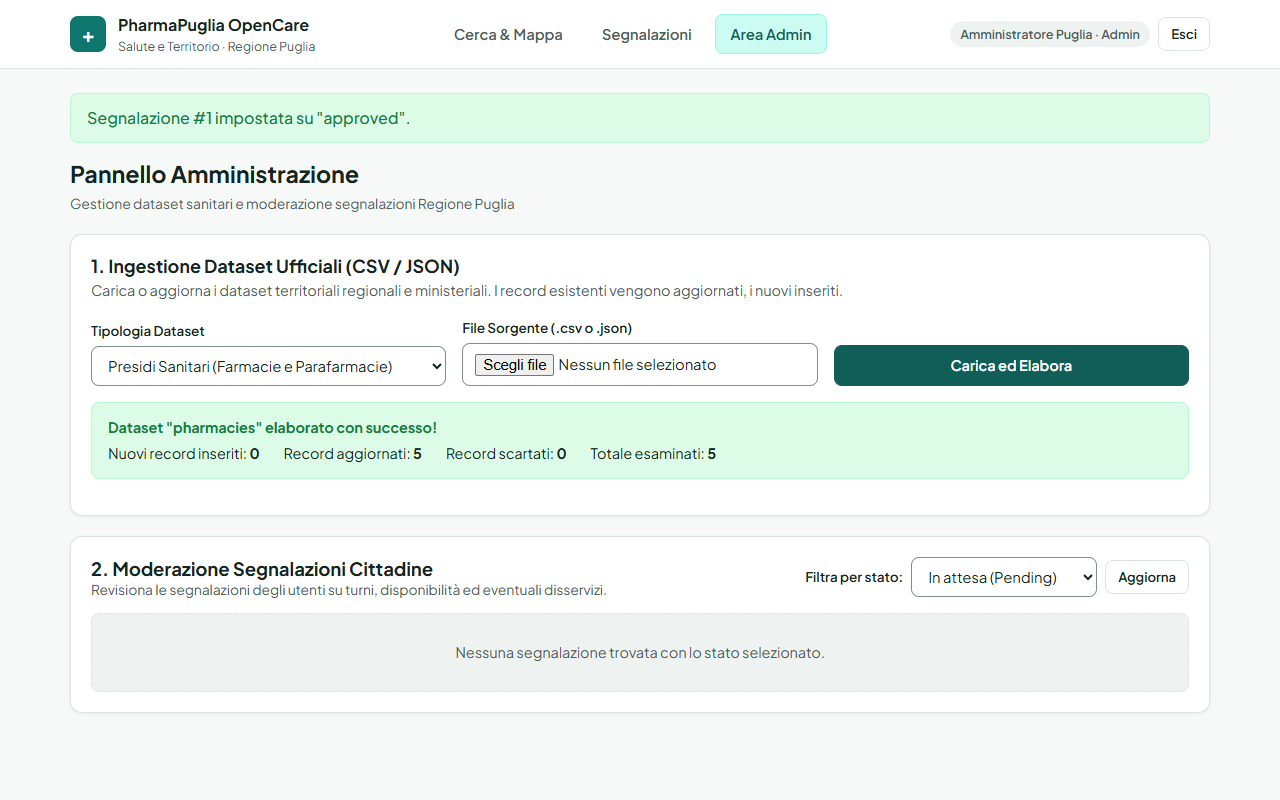 +
PharmaPuglia OpenCare
Salute e Territorio · Regione Puglia
Cerca & Mappa
Segnalazioni
Area Admin
Amministratore Puglia · Admin
Esci
Segnalazione #1 impostata su "approved".
Pannello Amministrazione
Gestione dataset sanitari e moderazione segnalazioni Regione Puglia
1. Ingestione Dataset Ufficiali (CSV / JSON)
Carica o aggiorna i dataset territoriali regionali e ministeriali. I record esistenti vengono aggiornati, i nuovi inseriti.
Tipologia Dataset
File Sorgente (.csv o .json)
Presidi Sanitari (Farmacie e Parafarmacie)
Scegli file Nessun file selezionato
Carica ed Elabora
Dataset "pharmacies" elaborato con successo!
Nuovi record inseriti: 0 Record aggiornati: 5 Record scartati: 0 Totale esaminati: 5
2. Moderazione Segnalazioni Cittadine
Revisiona le segnalazioni degli utenti su turni, disponibilità ed eventuali disservizi.
Filtra per stato:
In attesa (Pending)
Aggiorna
Nessuna segnalazione trovata con lo stato selezionato.